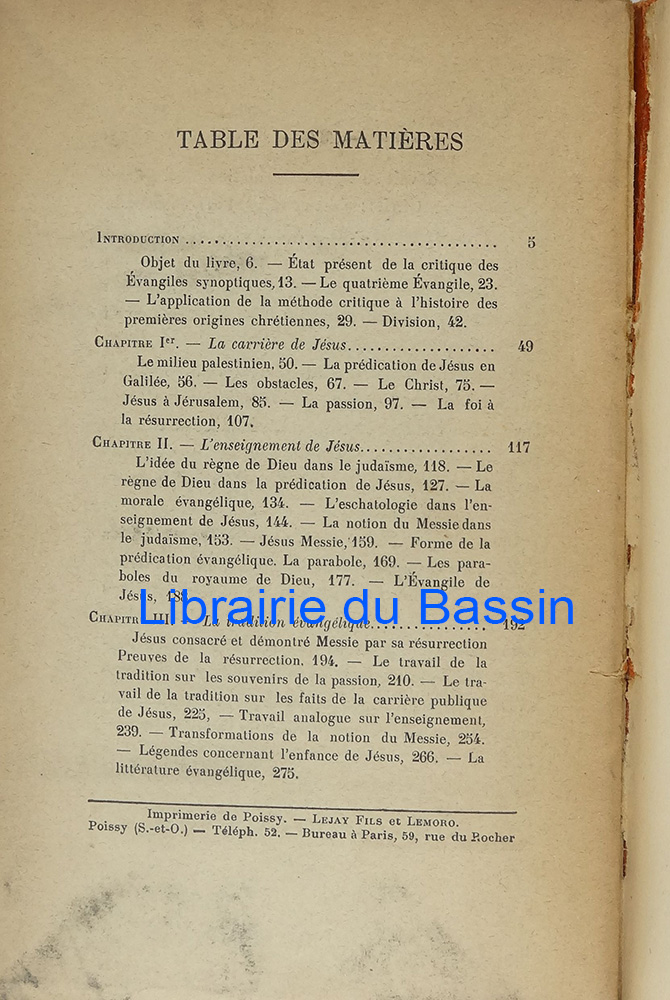 TABLE DES MATIÈRES
INTRODUCTION ........................................ 5
Objet du livre, 6. — État présent de la critique des
Évangiles synoptiques, 13. — Le quatrième Évangile, 23.
— L'application de la méthode critique à l'histoire des
premières origines chrétiennes, 29. — Division, 42.
CHAPITRE Ier. — La carrière de Jésus................... 49
Le milieu palestinien, 50. — La prédication de Jésus en
Galilée, 56. — Les obstacles, 67. — Le Christ, 75. —
Jésus à Jérusalem, 85. — La passion, 97. — La foi à
la résurrection, 107.
CHAPITRE II. — L'enseignement de Jésus................. 117
L'idée du règne de Dieu dans le judaïsme, 118. — Le
règne de Dieu dans la prédication de Jésus, 127. — La
morale évangélique, 134. — L'eschatologie dans l'en-
seignement de Jésus, 144. — La notion du Messie dans
le judaïsme, 153. — Jésus Messie, 159. — Forme de la
prédication évangélique. La parabole, 169. — Les para-
boles du royaume de Dieu, 177. — L'Évangile de
Jésus,
Librairie du Bassin
CHAPITRE III. — La tradition évangélique................ 192
Jésus consacré et démontré Messie par sa résurrection
Preuves de la résurrection. 194. — Le travail de la
tradition sur les souvenirs de la passion, 210. — Le tra-
vail de la tradition sur les faits de la carrière publique
de Jésus, 225, — Travail analogue sur l'enseignement,
239. — Transformations de la notion du Messie, 254.
— Légendes concernant l'enfance de Jésus, 266. — La
littérature évangélique, 275.
Imprimerie de Poissy. — LEJAY FILS et LEMORO.
Poissy (S.-et-O.) — Téléph. 52. — Bureau à Paris, 59, rue du Rocher